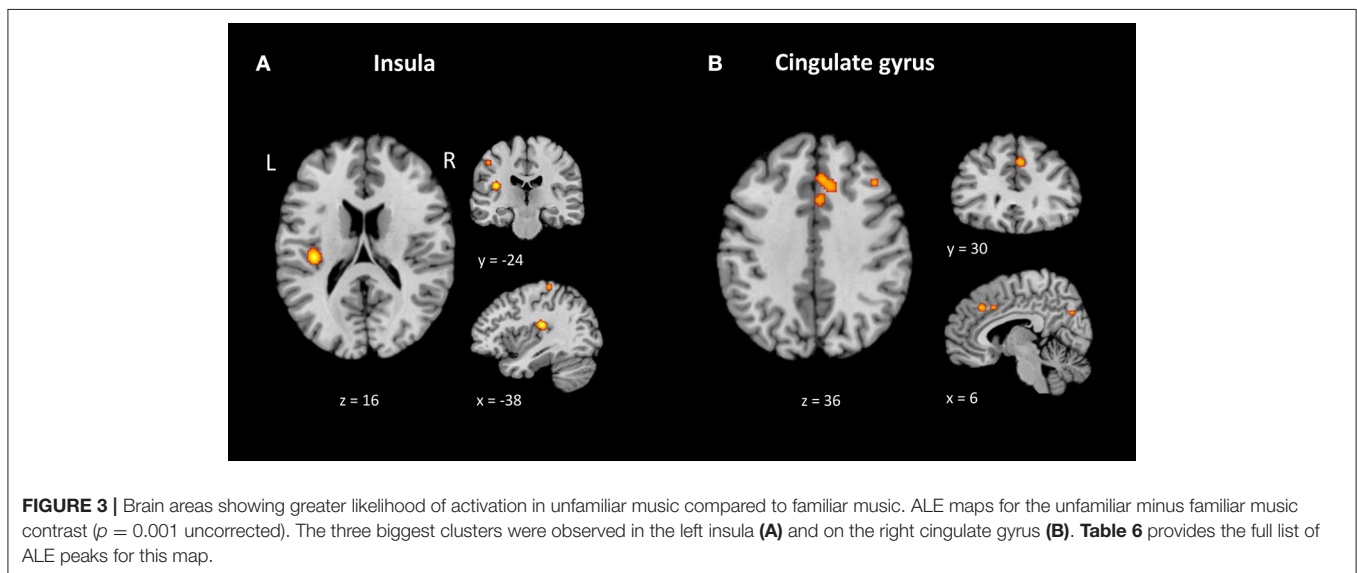 A Insula
B Cingulate gyrus
L R
y = -24
x = -38
z = 16
y = 30
x = 6
z = 36
FIGURE 3 | Brain areas showing greater likelihood of activation in unfamiliar music compared to familiar music. ALE maps for the unfamiliar minus familiar music
contrast (p = 0.001 uncorrected). The three biggest clusters were observed in the left insula (A) and on the right cingulate gyrus (B). Table 6 provides the full list of
ALE peaks for this map.